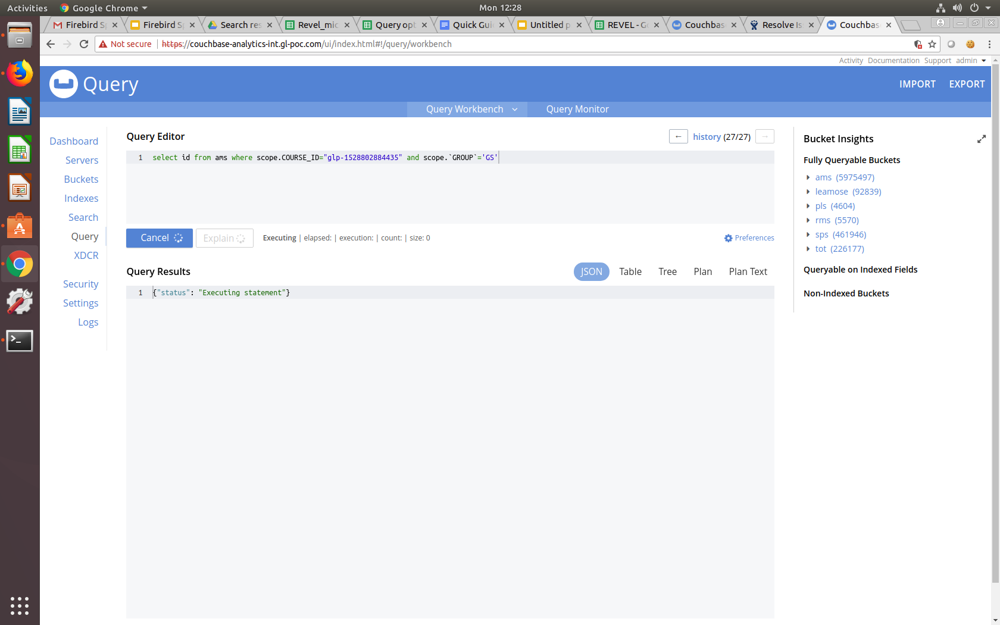 Activities Google Chrome Mon 12:28
Firebird S Firebird S Search res Revel_mic Query opt Quick Gui Untitled p REVEL - G Couchbas Resolve Is Couchbas
Not secure https://couchbase-analytics-int.gl-poc.com/ui/index.html#!/query/workbench
Activity Documentation Support admin
Query IMPORT EXPORT
Query Workbench Query Monitor
Dashboard
Servers
Buckets
Indexes
Search
Query
XDCR
Security
Settings
Logs
Query Editor ← history (27/27) →
1 select id from ams where scope.COURSE_ID="glp-1528802884435" and scope.`GROUP`='GS'
Cancel Explain Executing | elapsed: | execution: | count: | size: 0 Preferences
Query Results JSON Table Tree Plan Plan Text
1 {"status": "Executing statement"}
Bucket Insights
Fully Queryable Buckets
ams (5975497)
leamose (92839)
pls (4604)
rms (5570)
sps (461946)
tot (226177)
Queryable on Indexed Fields
Non-Indexed Buckets